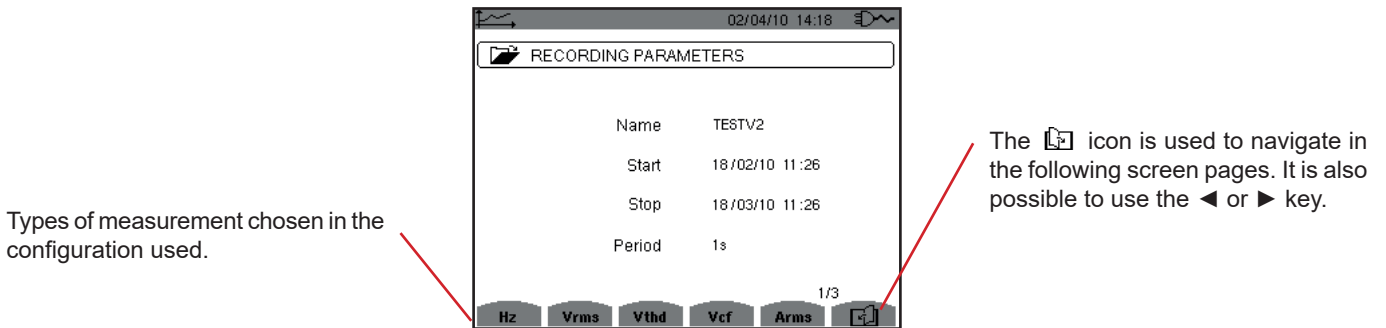 02/04/10 14:18
RECORDING PARAMETERS
Name TESTV2
Start 18/02/10 11:26
Stop 18/03/10 11:26
Period 1s
1/3
Hz Vrms Vthd Vcf Arms
Types of measurement chosen in the
configuration used.
The icon is used to navigate in
the following screen pages. It is also
possible to use the ◄ or ► key.